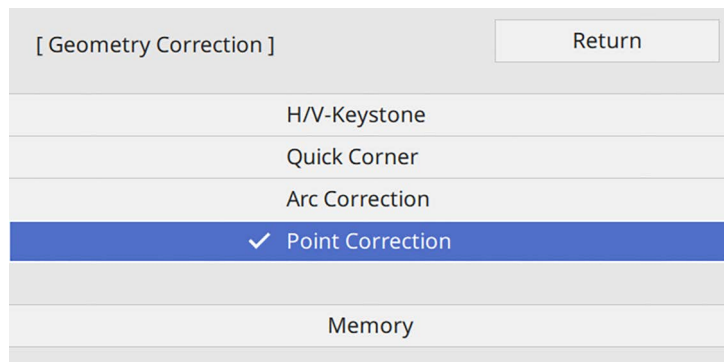 [ Geometry Correction ]
Return
H/V-Keystone
Quick Corner
Arc Correction
Point Correction
Memory